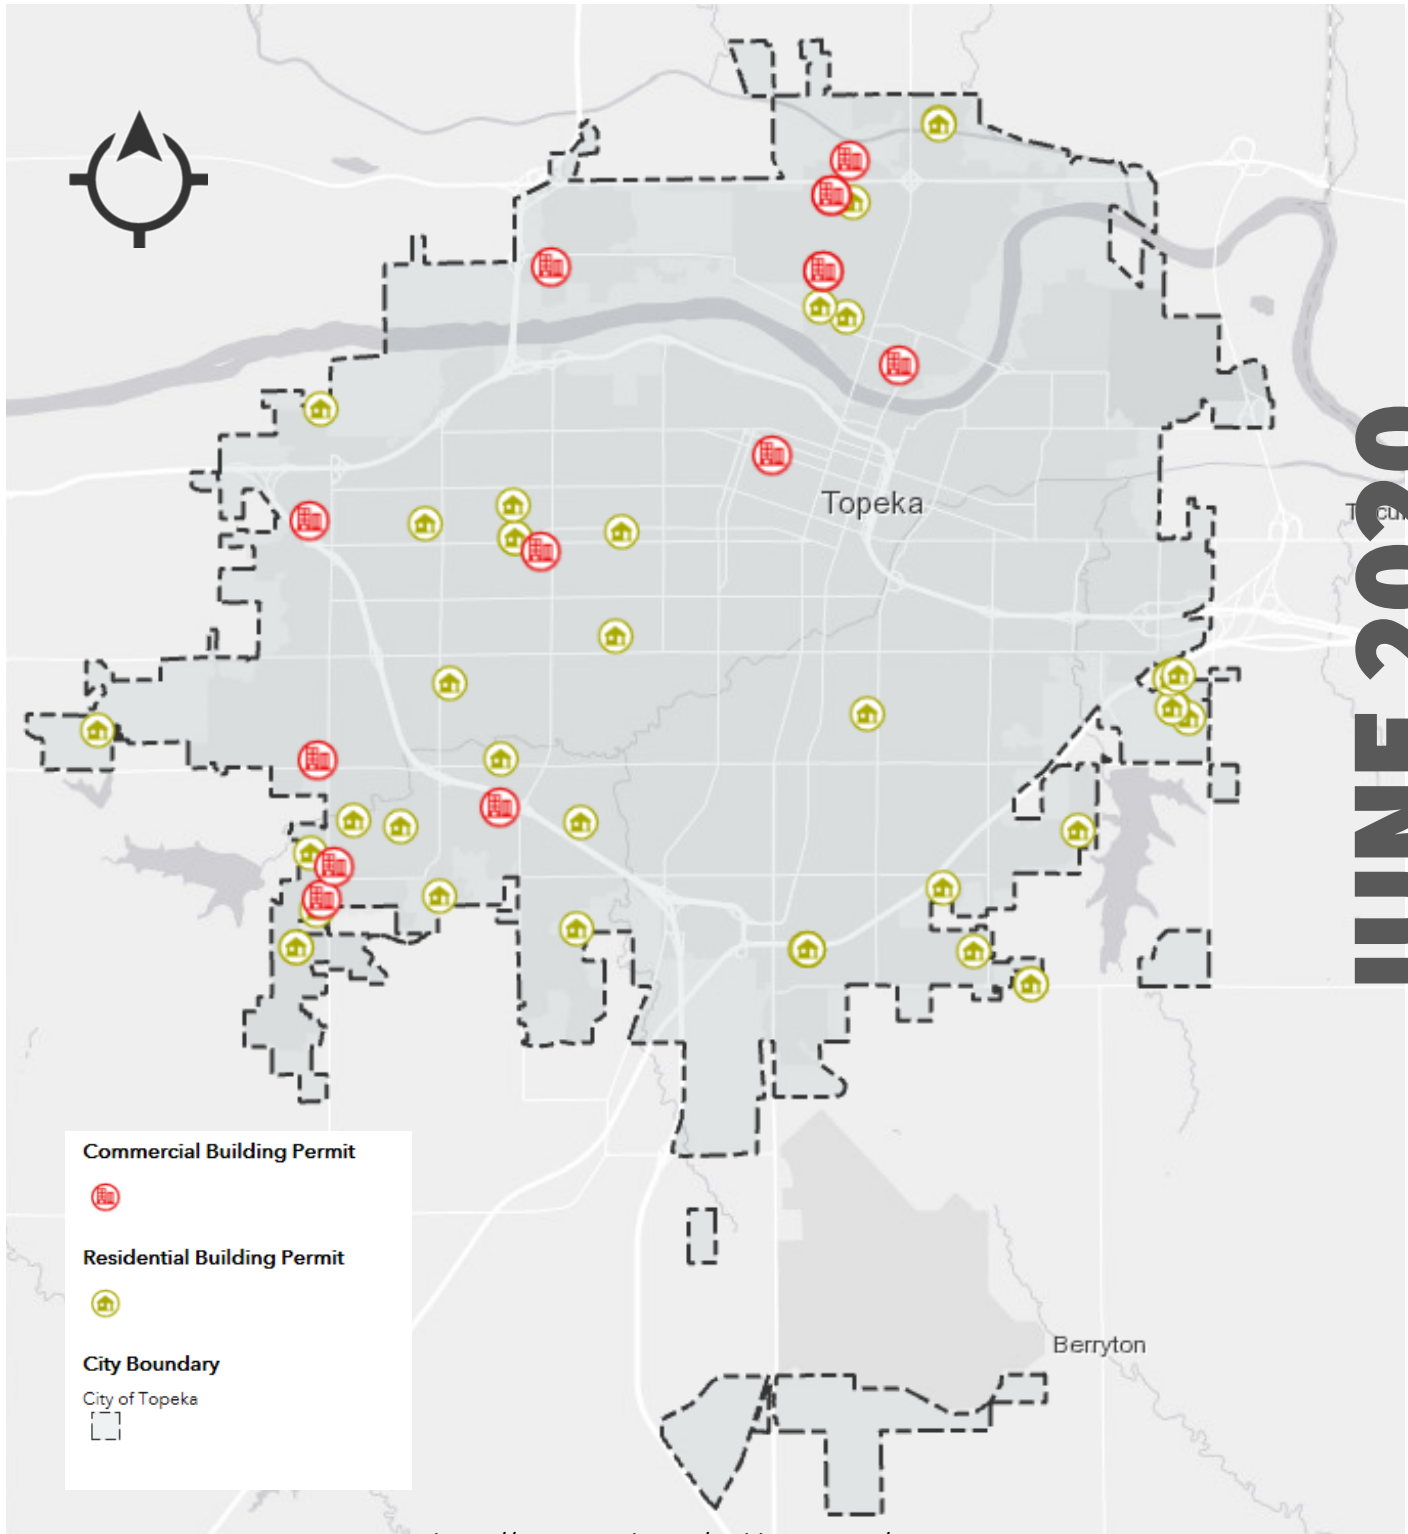 JUNE 2020
Topeka
Commercial Building Permit
Residential Building Permit
City Boundary
City of Topeka
Berryton